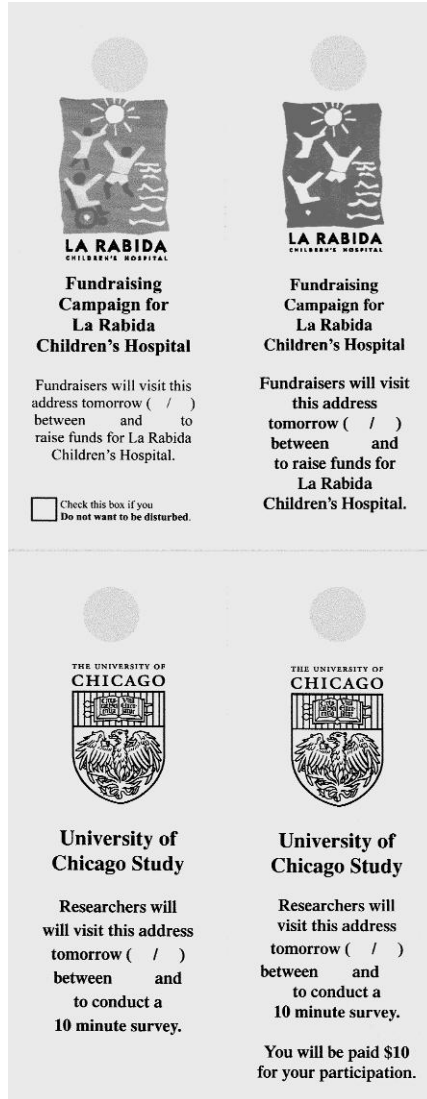 LA RABIDA
CHILDREN'S HOSPITAL
Fundraising
Campaign for
La Rabida
Children's Hospital
Fundraisers will visit this
address tomorrow ( / )
between and to
raise funds for La Rabida
Children's Hospital.
Check this box if you
Do not want to be disturbed.
LA RABIDA
CHILDREN'S HOSPITAL
Fundraising
Campaign for
La Rabida
Children's Hospital
Fundraisers will visit
this address
tomorrow ( / )
between and
to raise funds for
La Rabida
Children's Hospital.
THE UNIVERSITY OF
CHICAGO
University of
Chicago Study
Researchers will
will visit this address
tomorrow ( / )
between and
to conduct a
10 minute survey.
THE UNIVERSITY OF
CHICAGO
University of
Chicago Study
Researchers will
visit this address
tomorrow ( / )
between and
to conduct a
10 minute survey.
You will be paid $10
for your participation.